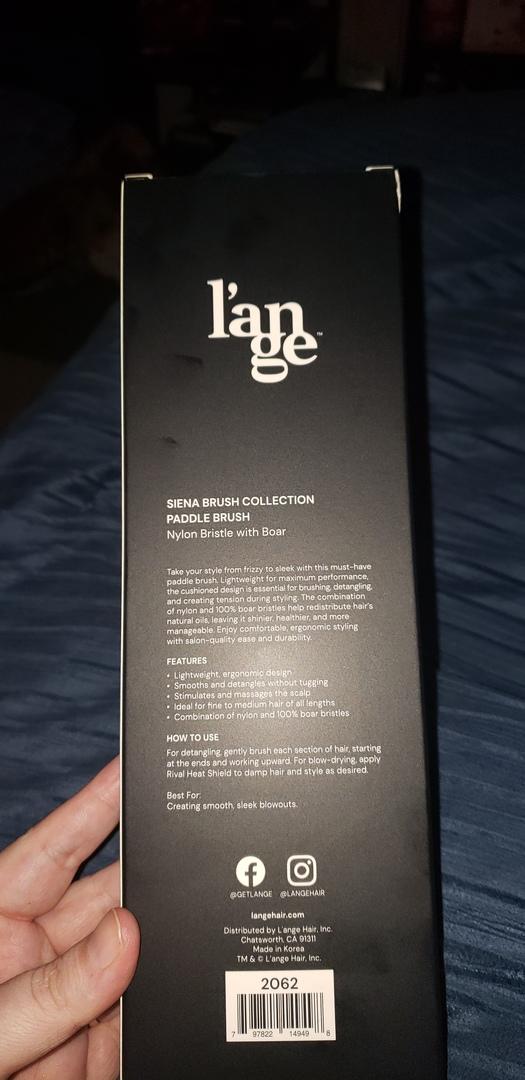 l'an
ge™
SIENA BRUSH COLLECTION
PADDLE BRUSH
Nylon Bristle with Boar
Take your style from frizzy to sleek with this must-have
paddle brush. Lightweight for maximum performance,
the cushioned design is essential for brushing, detangling,
and creating tension during styling. The combination
of nylon and 100% boar bristles help redistribute hair's
natural oils, leaving it shinier, healthier, and more
manageable. Enjoy comfortable, ergonomic styling
with salon-quality ease and durability.
FEATURES
• Lightweight, ergonomic design
• Smooths and detangles without tugging
• Stimulates and massages the scalp
• Ideal for fine to medium hair of all lengths
• Combination of nylon and 100% boar bristles
HOW TO USE
For detangling, gently brush each section of hair, starting
at the ends and working upward. For blow-drying, apply
Rival Heat Shield to damp hair and style as desired.
Best For:
Creating smooth, sleek blowouts.
@GETLANGE @LANGEHAIR
langehair.com
Distributed by L'ange Hair, Inc.
Chatsworth, CA 91311
Made in Korea
TM & © L'ange Hair, Inc.
2062
7 97822 14949 8